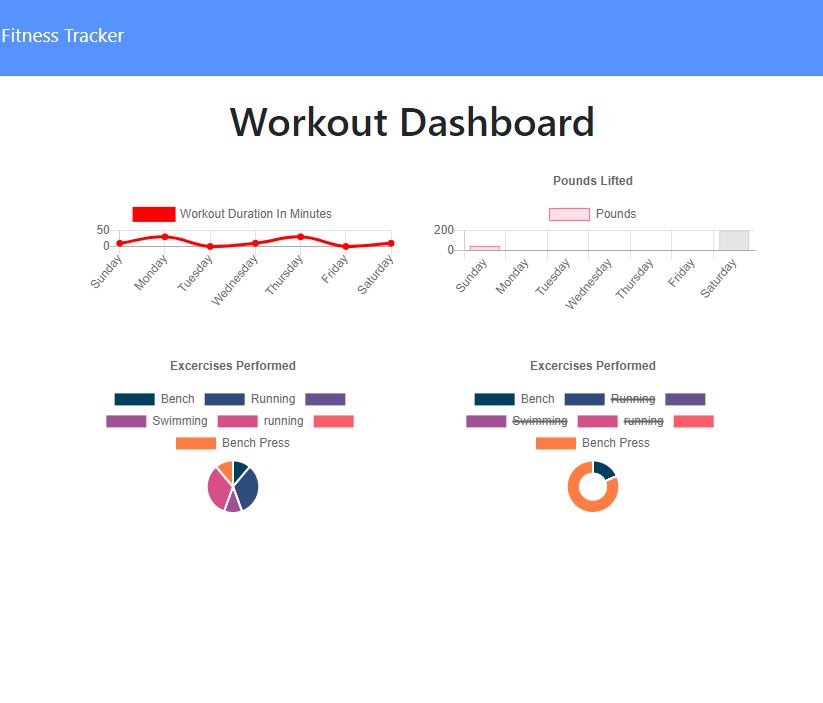 Fitness Tracker
Workout Dashboard
Workout Duration In Minutes
50
0
Sunday
Monday
Tuesday
Wednesday
Thursday
Friday
Saturday
Pounds Lifted
Pounds
200
0
Sunday
Monday
Tuesday
Wednesday
Thursday
Friday
Saturday
Excercises Performed
Bench Running
Swimming running
Bench Press
Excercises Performed
Bench Running
Swimming running
Bench Press